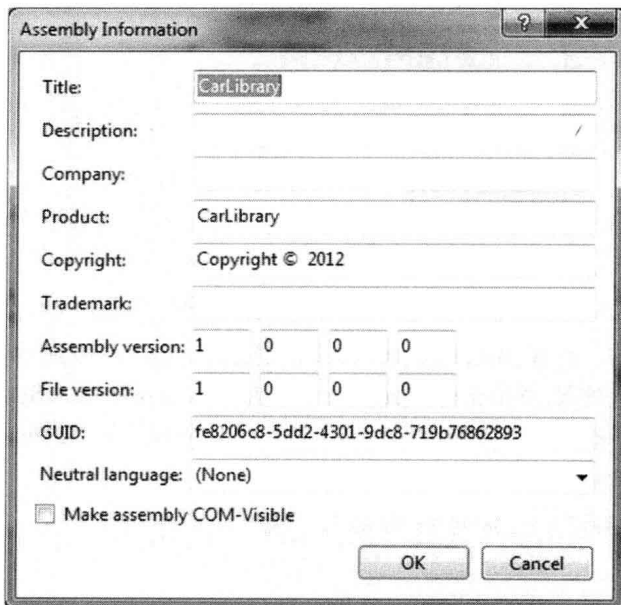 Assembly Information
Title: CarLibrary
Description:
Company:
Product: CarLibrary
Copyright: Copyright © 2012
Trademark:
Assembly version: 1 0 0 0
File version: 1 0 0 0
GUID: fe8206c8-5dd2-4301-9dc8-719b76862893
Neutral language: (None)
Make assembly COM-Visible
OK Cancel